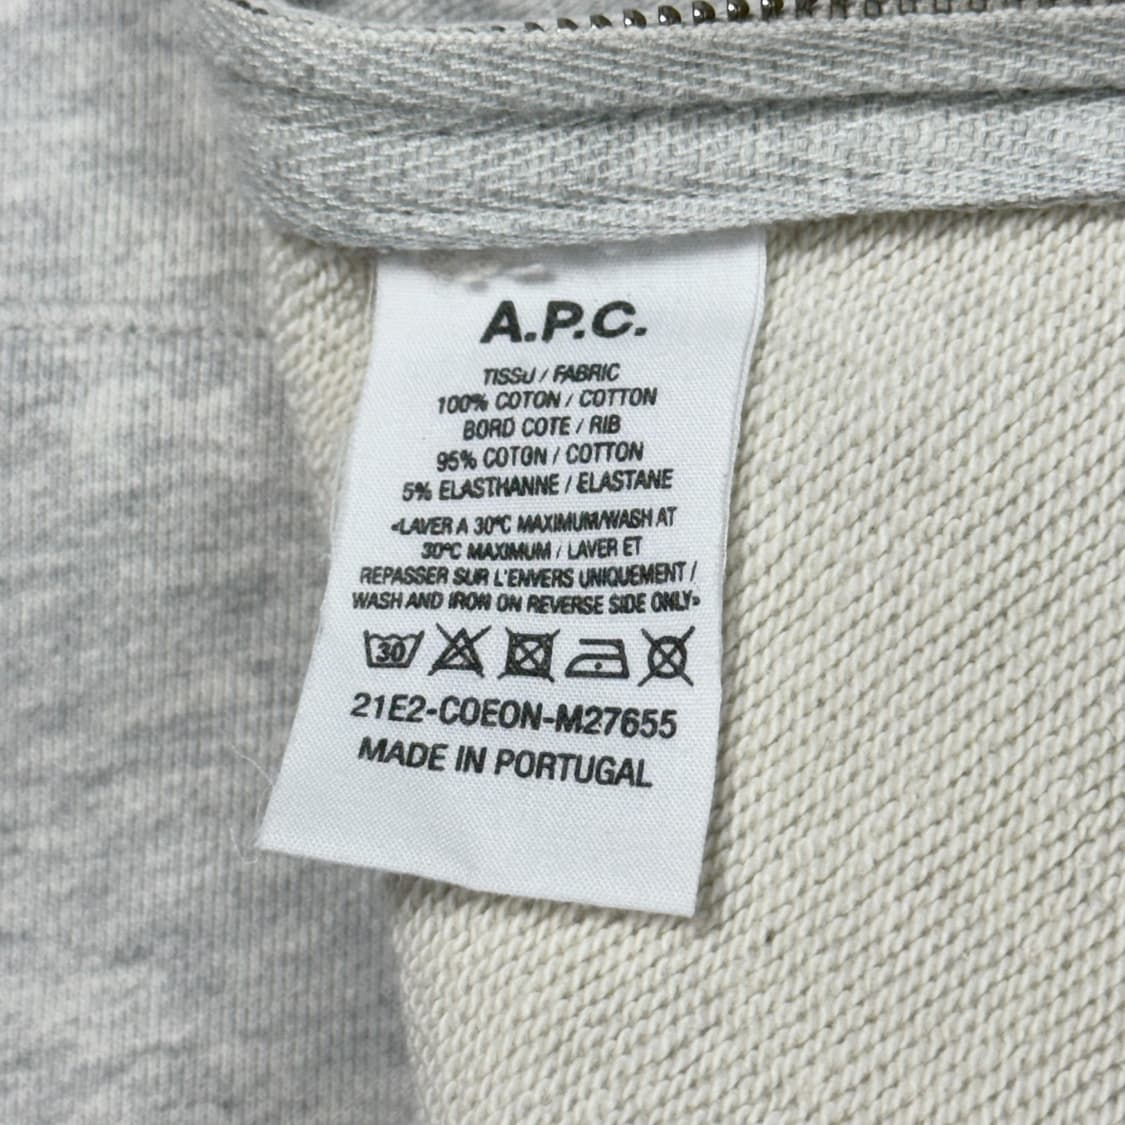 A.P.C.
TISSU / FABRIC
100% COTON / COTTON
BORD COTE / RIB
95% COTON / COTTON
5% ELASTHANNE / ELASTANE
«LAVER A 30°C MAXIMUM/WASH AT
30°C MAXIMUM / LAVER ET
REPASSER SUR L'ENVERS UNIQUEMENT /
WASH AND IRON ON REVERSE SIDE ONLY»
30
21E2-COEON-M27655
MADE IN PORTUGAL